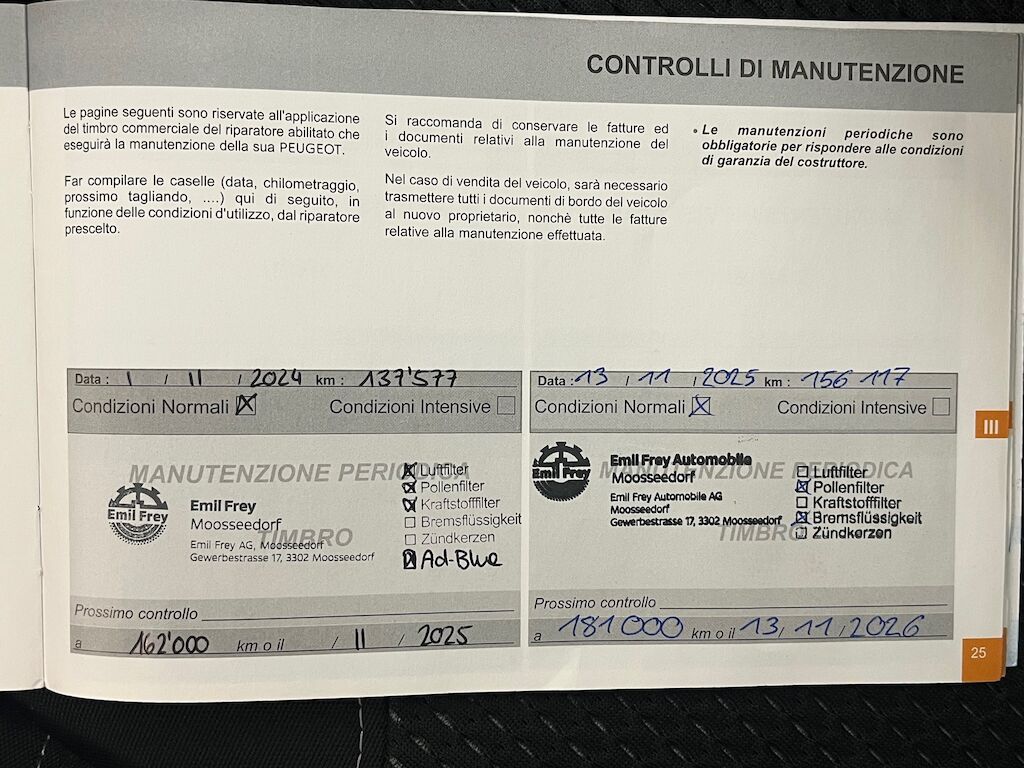 CONTROLLI DI MANUTENZIONE
Le pagine seguenti sono riservate all'applicazione
del timbro commerciale del riparatore abilitato che
eseguirà la manutenzione della sua PEUGEOT.
Far compilare le caselle (data, chilometraggio,
prossimo tagliando, ....) qui di seguito, in
funzione delle condizioni d'utilizzo, dal riparatore
prescelto.
Si raccomanda di conservare le fatture ed
i documenti relativi alla manutenzione del
veicolo.
Nel caso di vendita del veicolo, sarà necessario
trasmettere tutti i documenti di bordo del veicolo
al nuovo proprietario, nonchè tutte le fatture
relative alla manutenzione effettuata.
• Le manutenzioni periodiche sono
obbligatorie per rispondere alle condizioni
di garanzia del costruttore.
Data : 1 / 11 / 2024 km : 137'577
Condizioni Normali ☒ Condizioni Intensive ☐
MANUTENZIONE PERIODICA
TIMBRO
Emil Frey
Emil Frey
Moosseedorf
Emil Frey AG, Moosseedorf
Gewerbestrasse 17, 3302 Moosseedorf
☒ Luftfilter
☒ Pollenfilter
☒ Kraftstofffilter
☐ Bremsflüssigkeit
☐ Zündkerzen
☒ Ad-Blue
Prossimo controllo
a 162'000 km o il / 11 / 2025
Data : 13 / 11 / 2025 km : 156 117
Condizioni Normali ☒ Condizioni Intensive ☐
MANUTENZIONE PERIODICA
TIMBRO
Emil Frey
Emil Frey Automobile
Moosseedorf
Emil Frey Automobile AG
Moosseedorf
Gewerbestrasse 17, 3302 Moosseedorf
☐ Luftfilter
☒ Pollenfilter
☐ Kraftstofffilter
☒ Bremsflüssigkeit
☐ Zündkerzen
Prossimo controllo
a 181000 km o il 13 / 11 / 2026
III
25